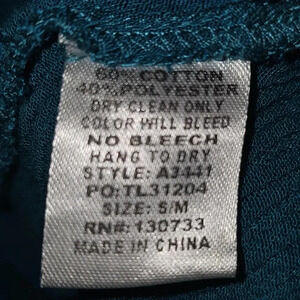 60% COTTON
40% POLYESTER
DRY CLEAN ONLY
COLOR WILL BLEED
NO BLEECH
HANG TO DRY
STYLE: A3441
PO: TL31204
SIZE: S/M
RN#: 130733
MADE IN CHINA